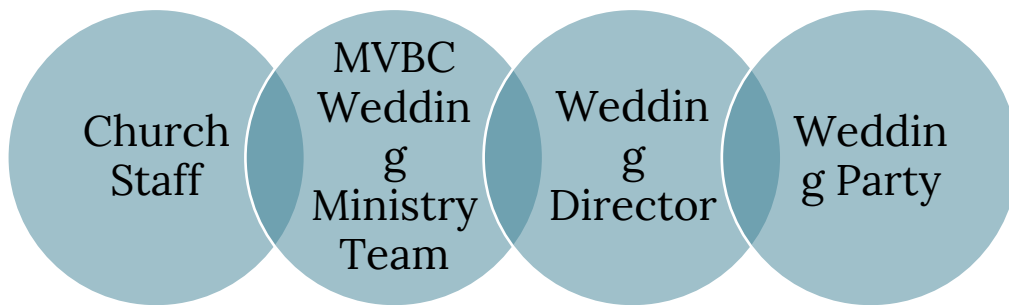 Church
Staff
MVBC
Weddin
g
Ministry
Team
Weddin
g
Director
Weddin
g Party